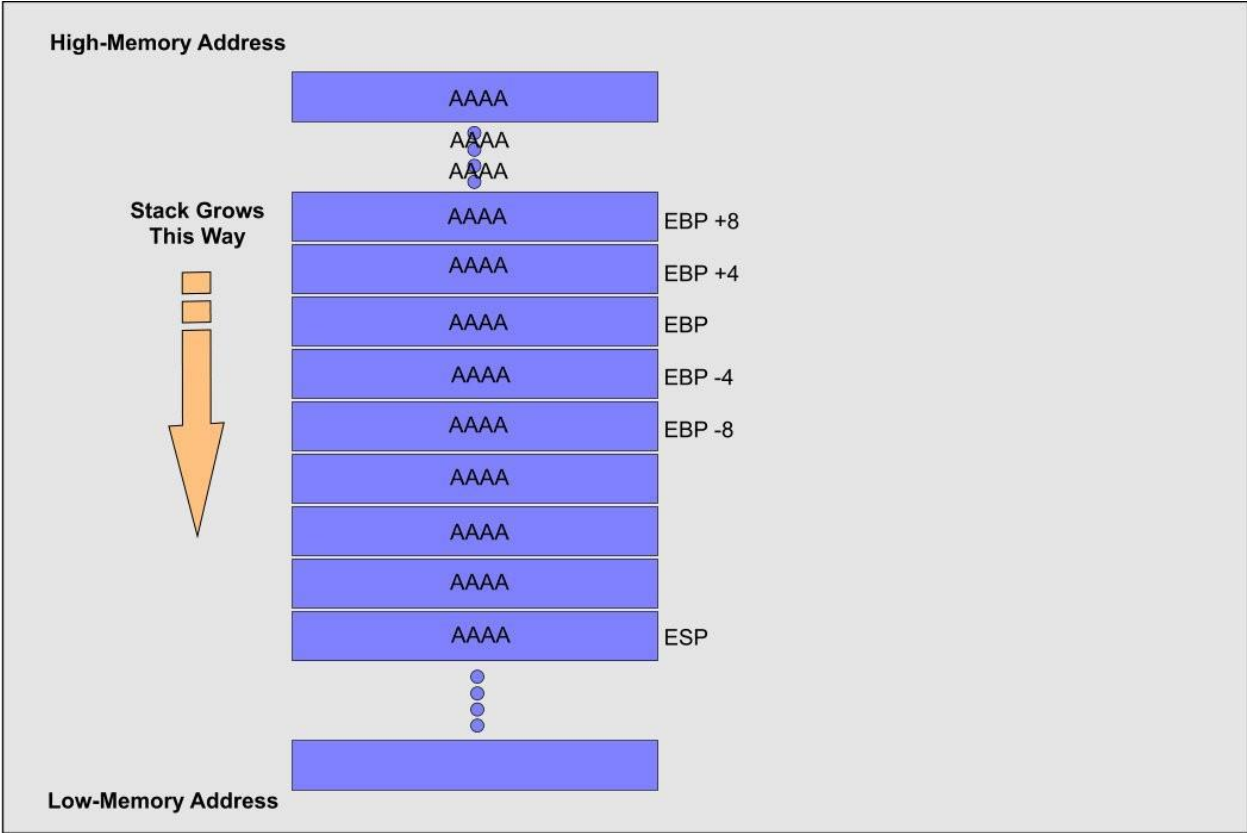 High-Memory Address
AAAA
AAAA
AAAA
Stack Grows
This Way
AAAA EBP +8
AAAA EBP +4
AAAA EBP
AAAA EBP -4
AAAA EBP -8
AAAA
AAAA
AAAA
AAAA ESP
Low-Memory Address